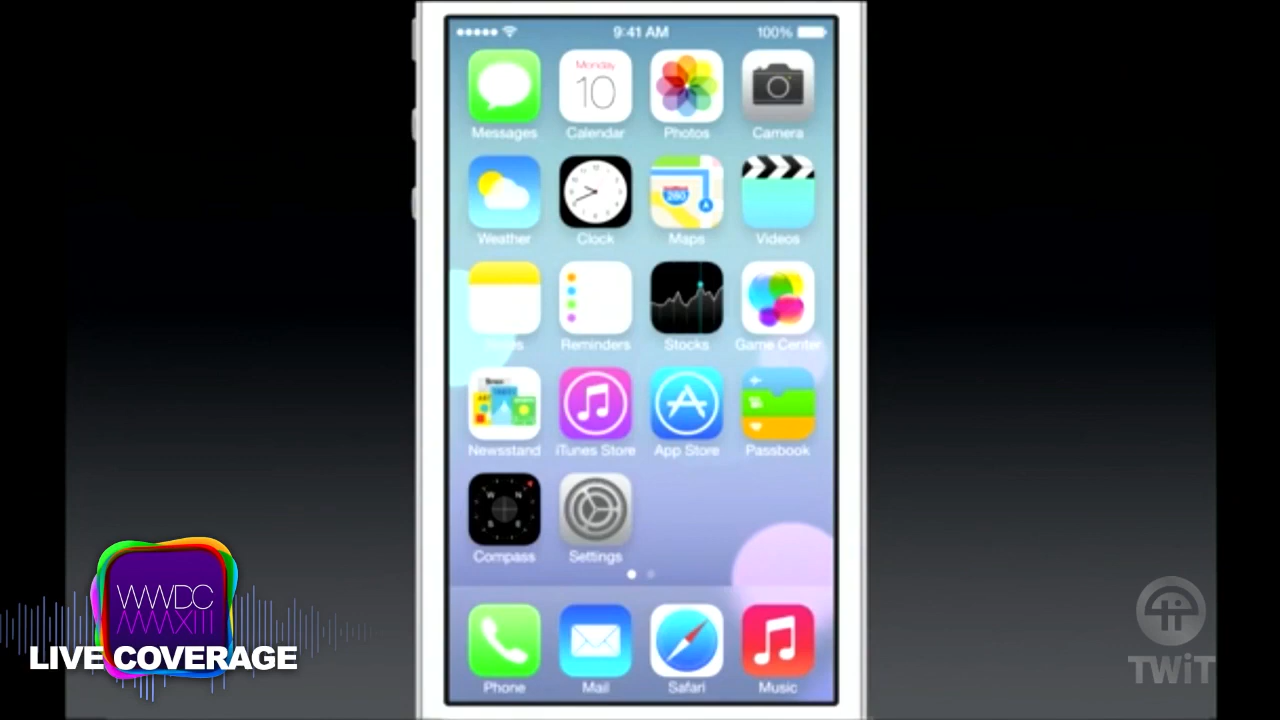 9:41 AM 100%
Monday
10
Messages Calendar Photos Camera
280
Weather Clock Maps Videos
Reminders Stocks Game Center
Newsstand iTunes Store App Store Passbook
W N
Compass Settings
Phone Mail Safari Music
WWDC
MMXIII
LIVE COVERAGE
TWiT